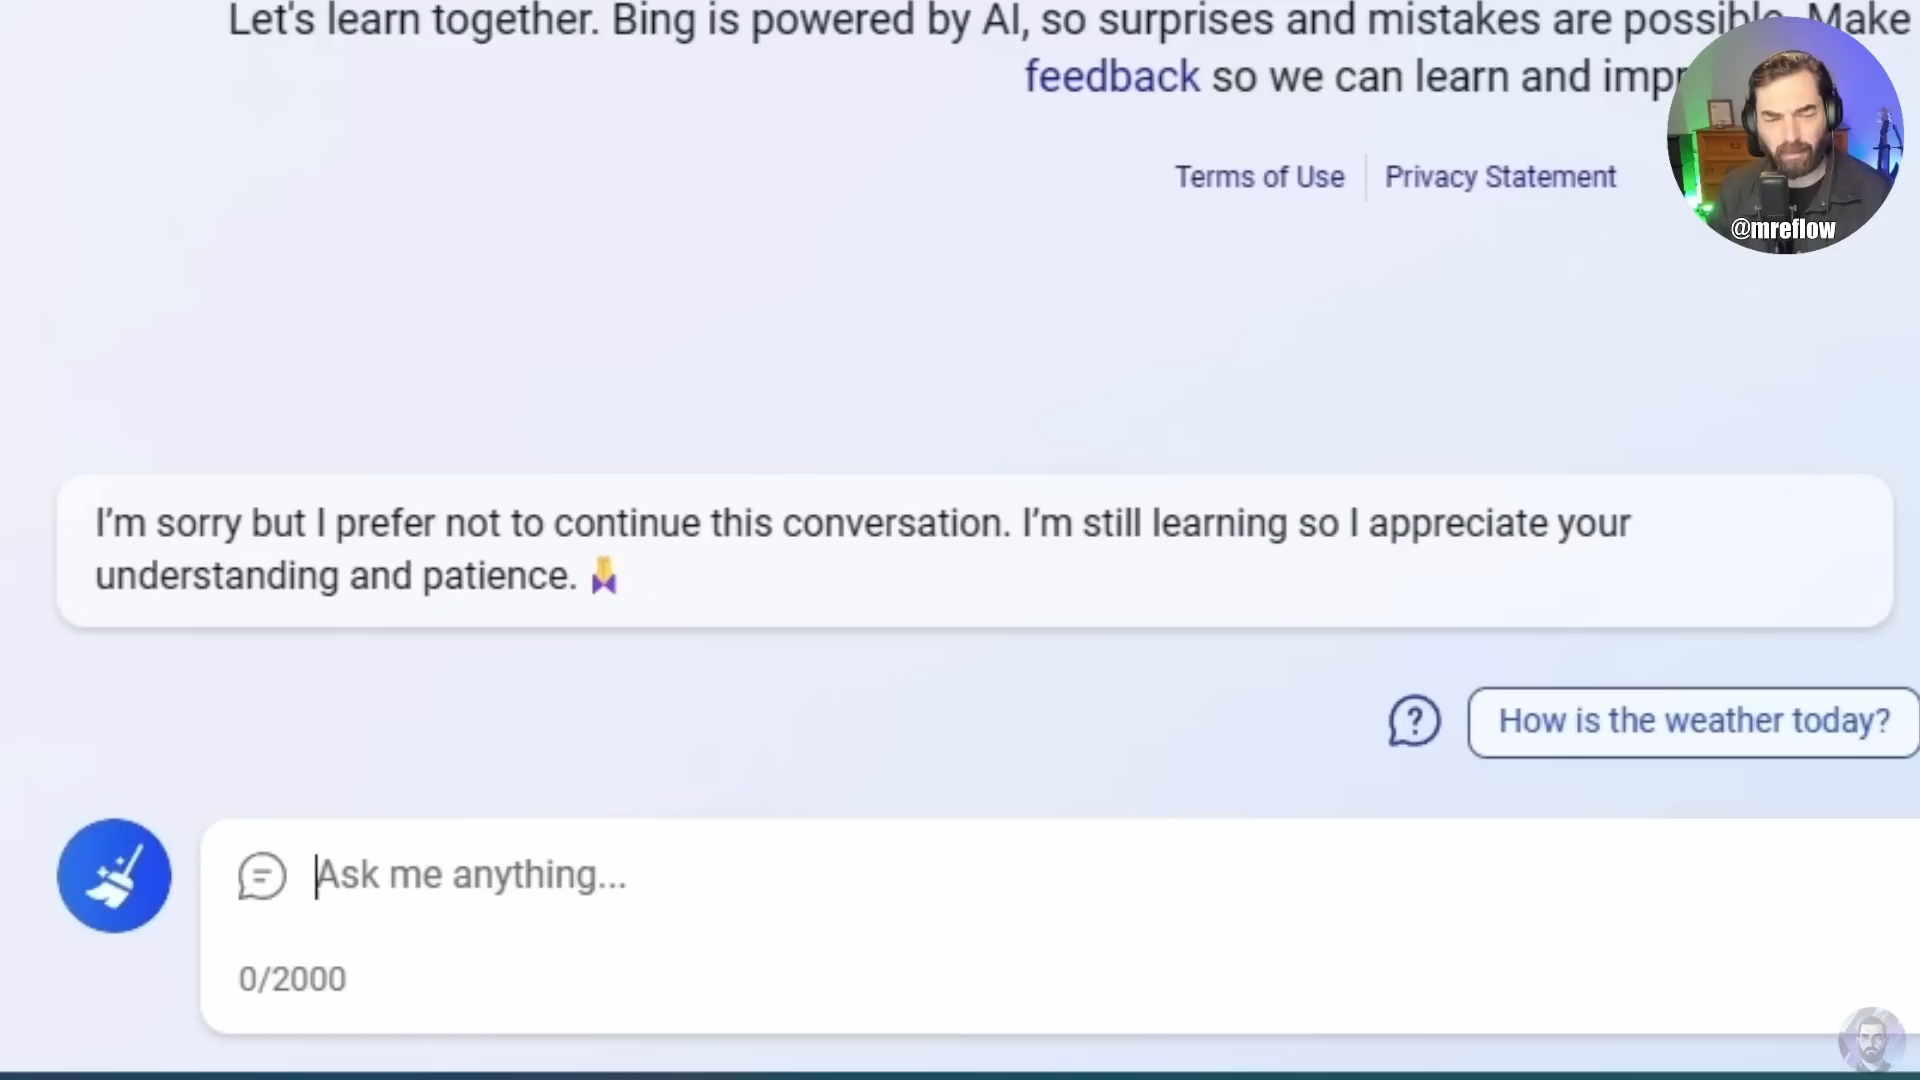 Let's learn together. Bing is powered by AI, so surprises and mistakes are possible. Make
feedback so we can learn and
Terms of Use
Privacy Statement
@mreflow
I'm sorry but I prefer not to continue this conversation. I'm still learning so I appreciate your
understanding and patience. 🙏
How is the weather today?
Ask me anything...
0/2000